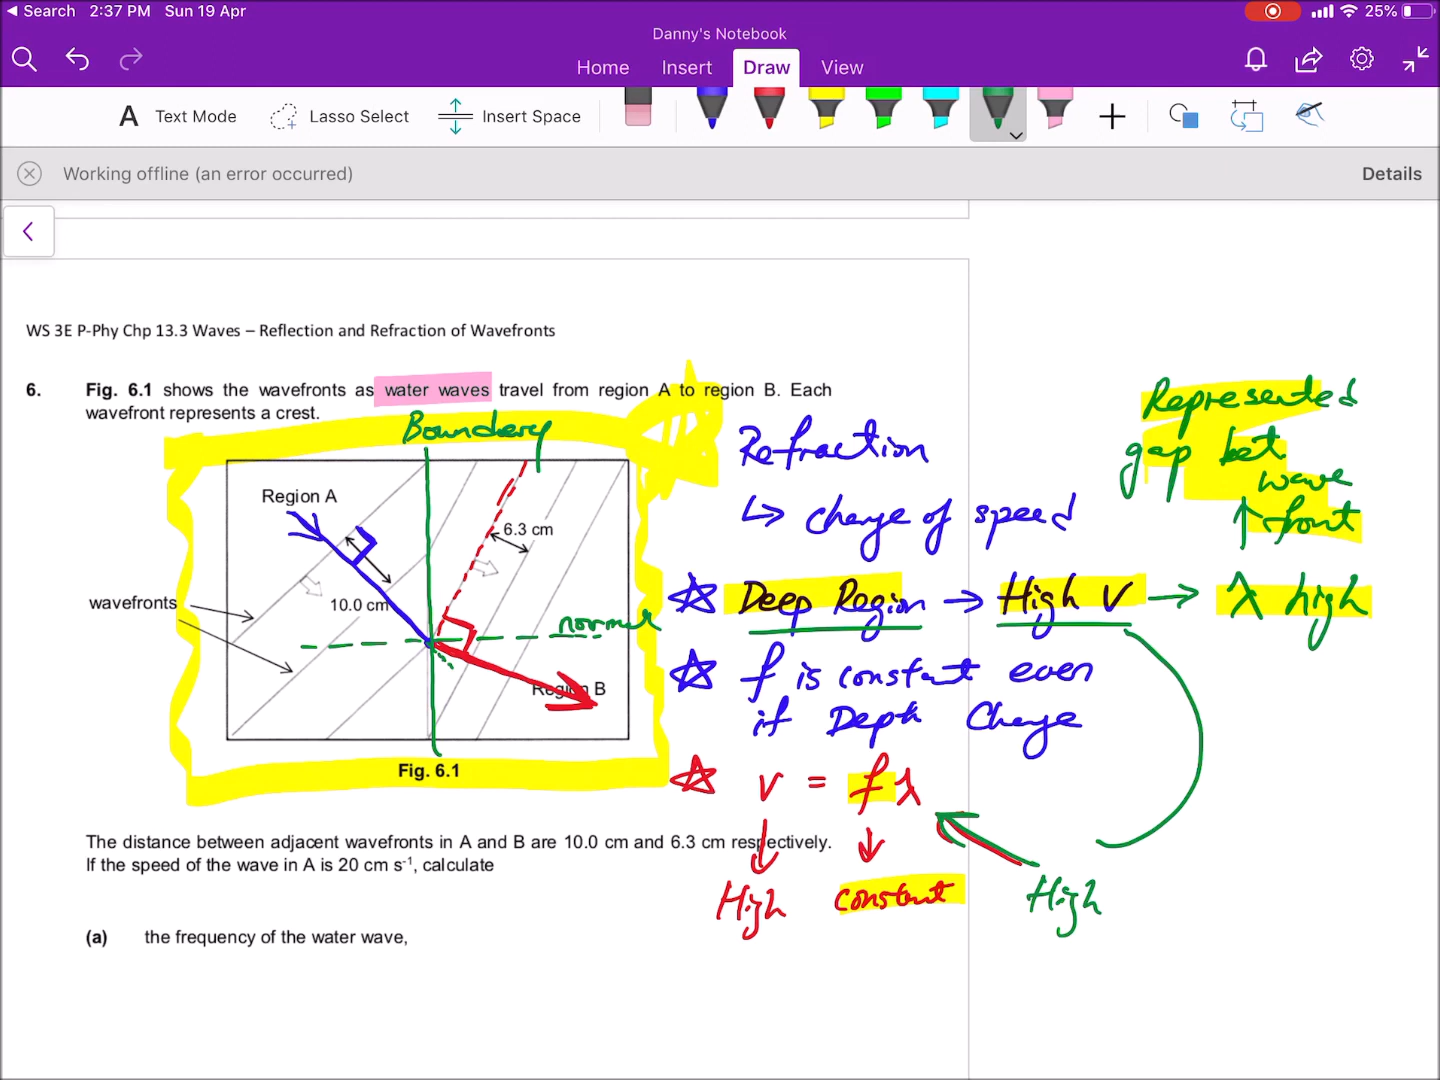 Search 2:37 PM Sun 19 Apr 25%
Danny's Notebook
Home Insert Draw View
A Text Mode Lasso Select Insert Space
Working offline (an error occurred) Details
WS 3E P-Phy Chp 13.3 Waves – Reflection and Refraction of Wavefronts
6. Fig. 6.1 shows the wavefronts as water waves travel from region A to region B. Each
wavefront represents a crest.
Boundary
Region A
6.3 cm
10.0 cm
wavefronts
normal
Region B
Fig. 6.1
Refraction
↳ change of speed
☆ Deep Region → High v → λ high
Represented
gap bet
wave
↑ front
☆ f is constant even
if Depth Change
☆ v = fλ
High constant High
The distance between adjacent wavefronts in A and B are 10.0 cm and 6.3 cm respectively.
If the speed of the wave in A is 20 cm s⁻¹, calculate
(a) the frequency of the water wave,